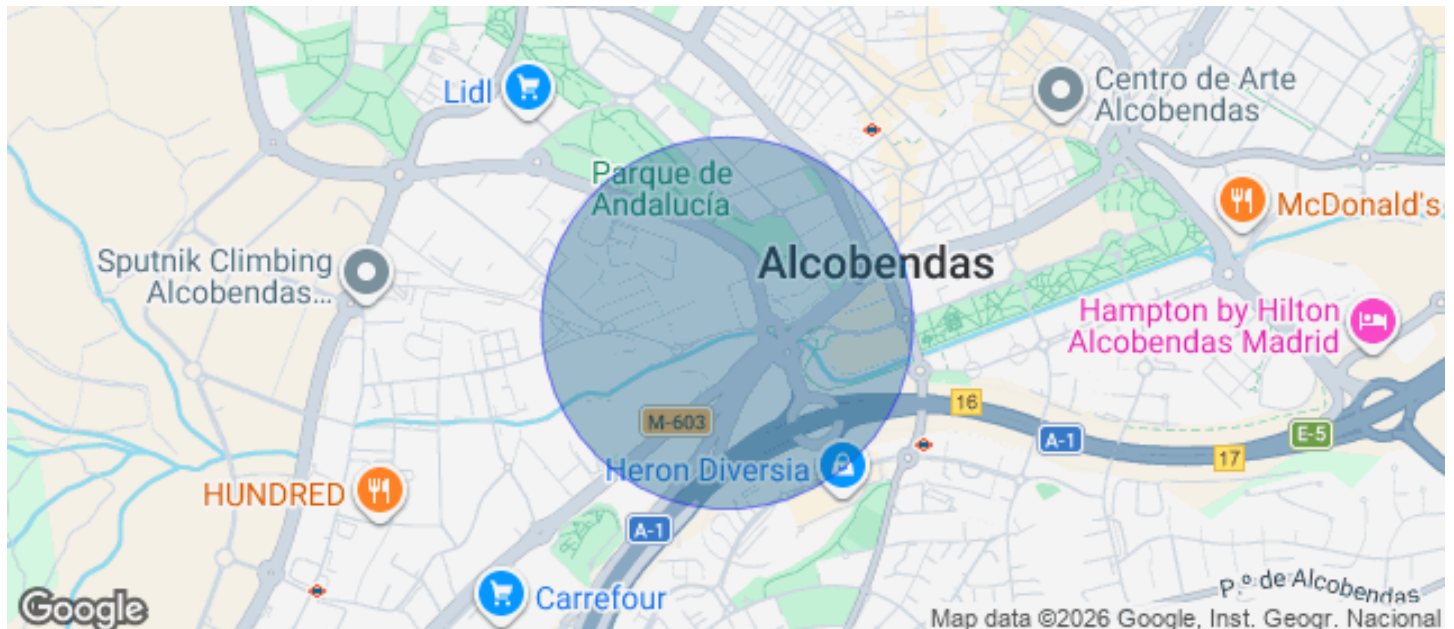 Lidl
Centro de Arte
Alcobendas
Parque de
Andalucía
McDonald's
Sputnik Climbing
Alcobendas...
Alcobendas
Hampton by Hilton
Alcobendas Madrid
16
M-603
A-1
E-5
17
Heron Diversia
HUNDRED
A-1
P.º de Alcobendas
Carrefour
Google
Map data ©2026 Google, Inst. Geogr. Nacional